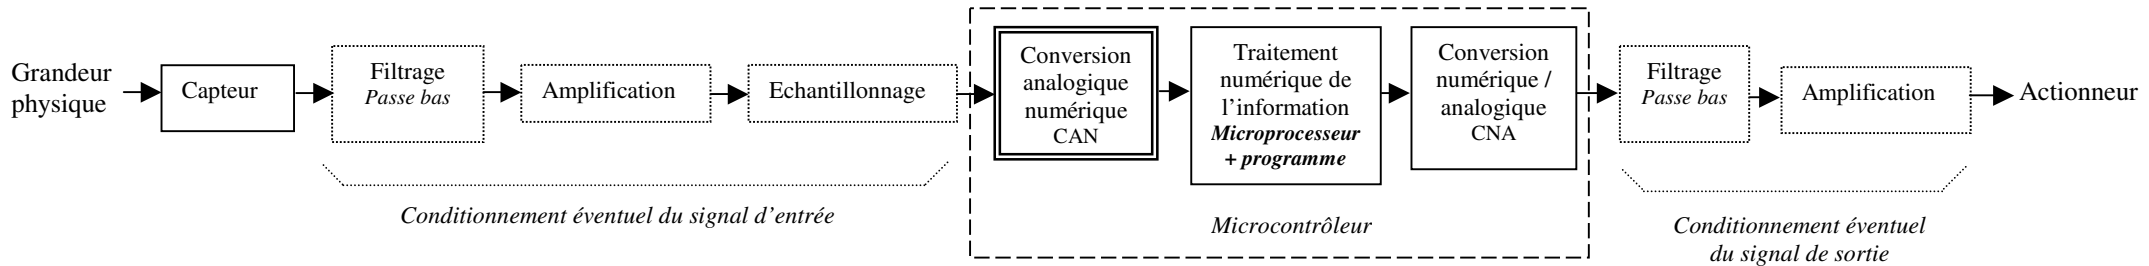 Grandeur
physique
Capteur
Filtrage
Passe bas
Amplification
Echantillonnage
Conversion
analogique
numérique
CAN
Traitement
numérique de
l’information
Microprocesseur
+ programme
Conversion
numérique /
analogique
CNA
Filtrage
Passe bas
Amplification
Actionneur
Conditionnement éventuel du signal d’entrée
Microcontrôleur
Conditionnement éventuel
du signal de sortie